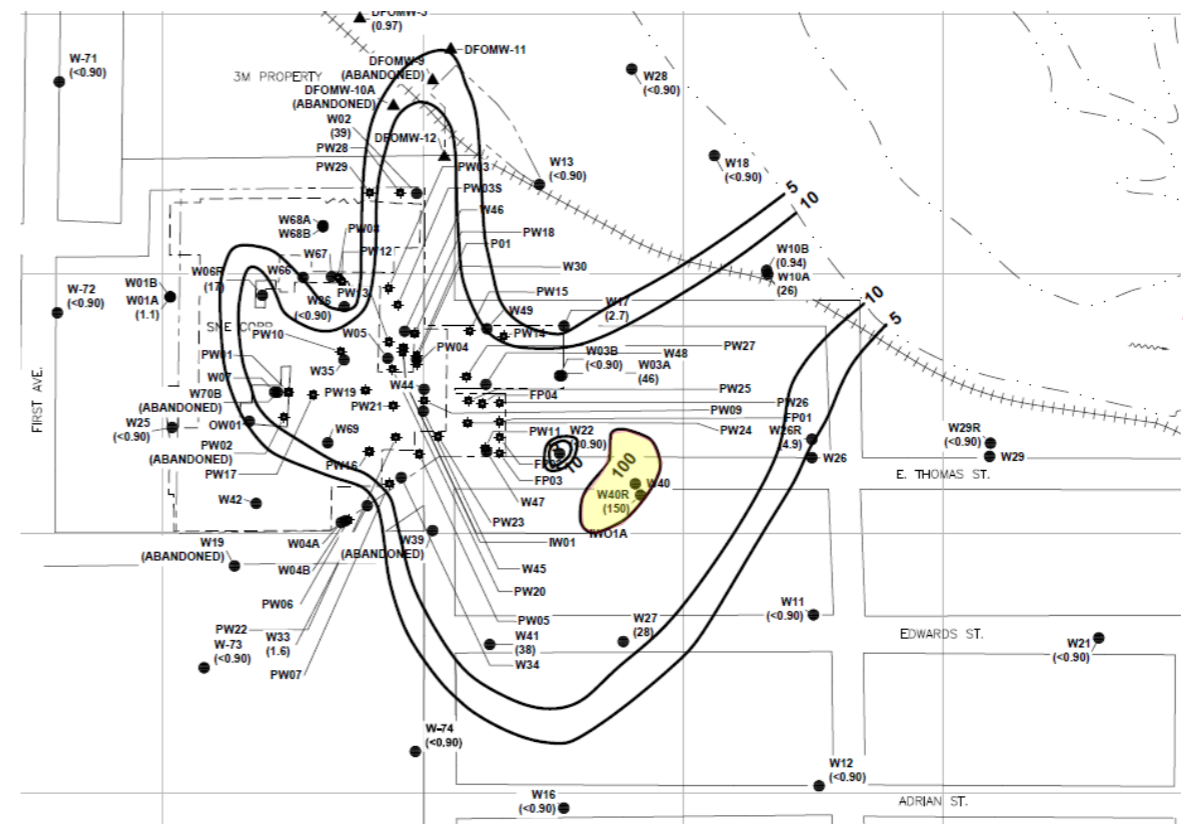 DFOMW-3
(0.97)
W-71
(<0.90)
3M PROPERTY
DFOMW-9
(ABANDONED)
DFOMW-11
DFOMW-10A
(ABANDONED)
W28
(<0.90)
W02
(39)
DFOMW-12
PW28
PW29
PW03
PW03S
W13
(<0.90)
W18
(<0.90)
5
10
W68A
W68B
PW08
W46
PW18
P01
W67
PW12
W30
W10B
(0.94)
W10A
(26)
W06R
(17)
W66
W01B
W01A
(1.1)
W-72
(<0.90)
PW13
W36
(<0.90)
PW15
W49
W17
(2.7)
10
5
SNE CORP
PW10
W05
PW14
PW04
PW27
W03B
(<0.90)
W48
W03A
(46)
PW01
W35
W07
W70B
(ABANDONED)
PW19
W44
FP04
PW25
PW26
PW09
FP01
PW21
OW01
W25
(<0.90)
W69
PW11
W22
(<0.90)
PW24
W26R
(4.9)
W29R
(<0.90)
W29
FIRST AVE.
PW02
(ABANDONED)
PW17
PW16
10
FP03
100
W40
W26
E. THOMAS ST.
W42
W47
W40R
(150)
PW23
IW01A
W19
(ABANDONED)
W04A
W39
(ABANDONED)
IW01
W04B
W45
PW06
PW20
PW22
W33
(1.6)
PW05
W41
(38)
W27
(28)
W11
(<0.90)
EDWARDS ST.
W21
(<0.90)
W-73
(<0.90)
PW07
W34
W-74
(<0.90)
W12
(<0.90)
W16
(<0.90)
ADRIAN ST.